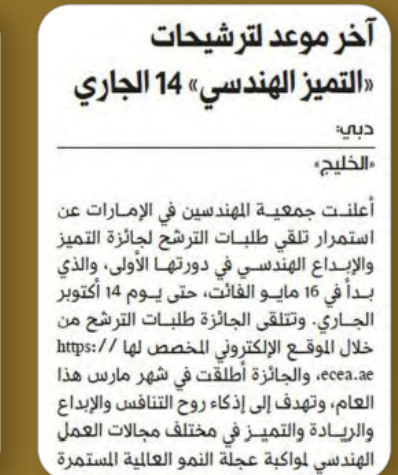 آخر موعد لترشيحات
«التميز الهندسي» 14 الجاري
دبي:
«الخليج»
أعلنت جمعية المهندسين في الإمارات عن
استمرار تلقي طلبات الترشح لجائزة التميز
والإبداع الهندسي في دورتها الأولى، والذي
بدأ في 16 مايو الفائت، حتى يوم 14 أكتوبر
الجاري. وتتلقى الجائزة طلبات الترشح من
خلال الموقع الإلكتروني المخصص لها https://
ecea.ae، والجائزة أطلقت في شهر مارس هذا
العام، وتهدف إلى إذكاء روح التنافس والإبداع
والريادة والتميز في مختلف مجالات العمل
الهندسي لمواكبة عجلة النمو العالمية المستمرة